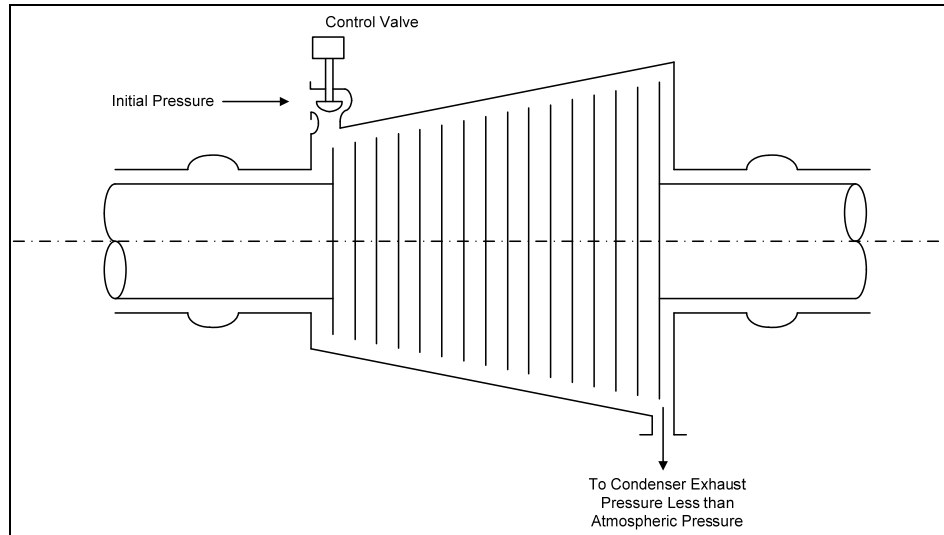 Control Valve
Initial Pressure
To Condenser Exhaust
Pressure Less than
Atmospheric Pressure